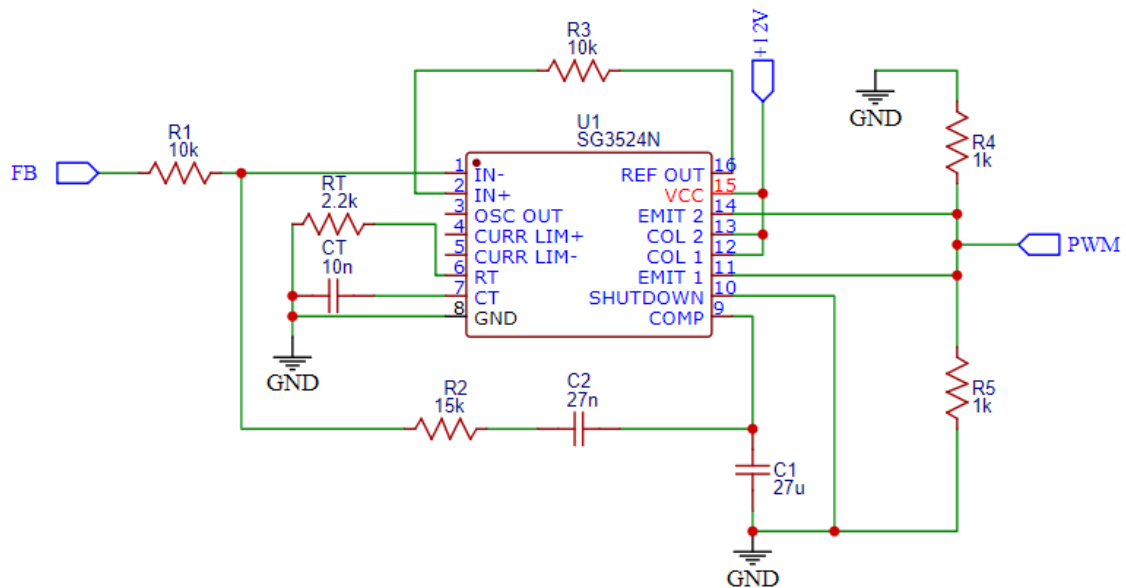 +12V
R3
10k
GND
U1
SG3524N
R4
1k
R1
10k
FB
1
IN-
REF OUT
16
RT
2.2k
2
IN+
VCC
15
3
OSC OUT
EMIT 2
14
4
CURR LIM+
COL 2
13
PWM
CT
10n
5
CURR LIM-
COL 1
12
6
RT
EMIT 1
11
7
CT
SHUTDOWN
10
8
GND
COMP
9
GND
R2
15k
C2
27n
R5
1k
C1
27u
GND